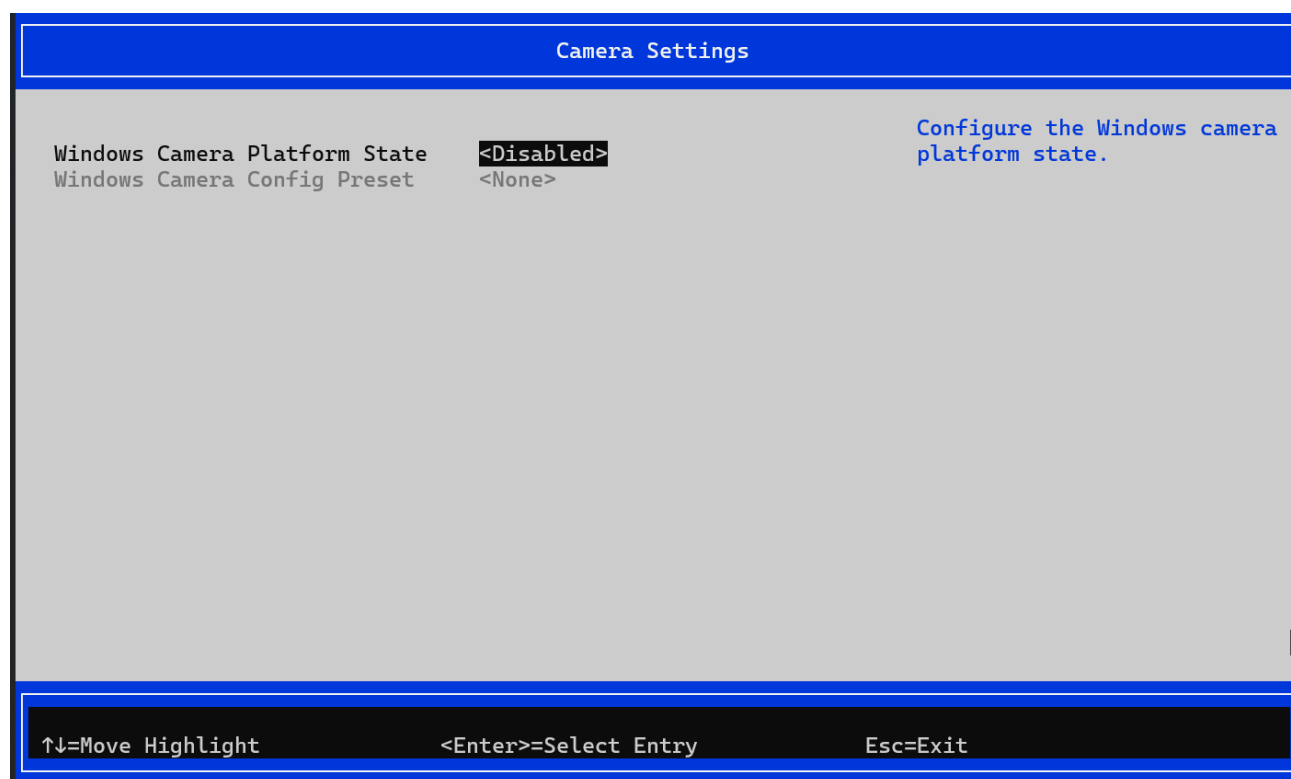 Camera Settings
Windows Camera Platform State <Disabled>
Windows Camera Config Preset <None>
Configure the Windows camera
platform state.
↑↓=Move Highlight <Enter>=Select Entry Esc=Exit